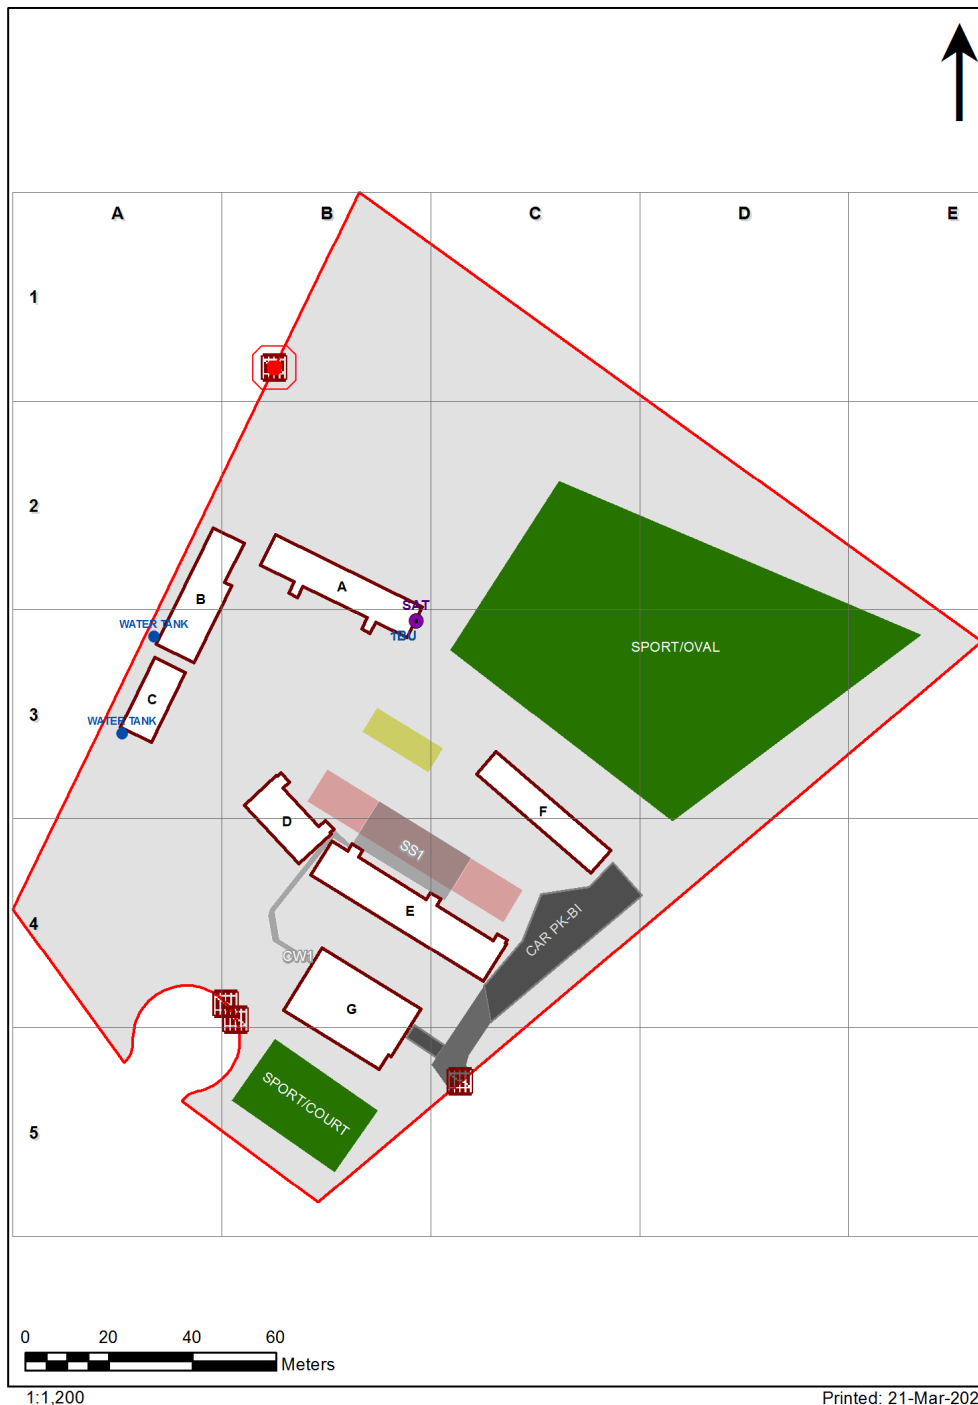 A B C D E
1
2
A
B
SAT
WATER TANK
1BU
SPORT/OVAL
C
3
WATER TANK
F
D
SS1
E
4
CAR PK-BI
CW1
G
SPORT/COURT
5
0 20 40 60
Meters
1:1,200
Printed: 21-Mar-202